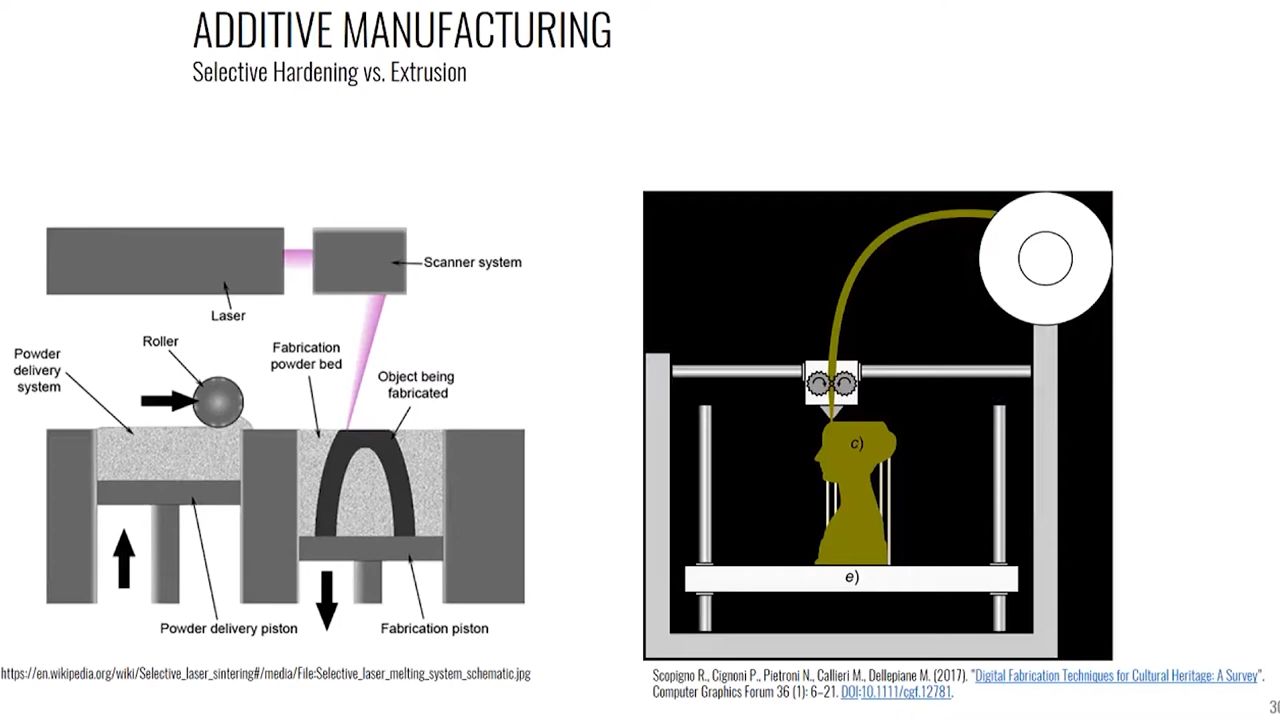 ADDITIVE MANUFACTURING
Selective Hardening vs. Extrusion
Scanner system
Laser
Roller
Powder
delivery
system
Fabrication
powder bed
Object being
fabricated
Powder delivery piston
Fabrication piston
c)
e)
https://en.wikipedia.org/wiki/Selective_laser_sintering#/media/File:Selective_laser_melting_system_schematic.jpg
Scopigno R., Cignoni P., Pietroni N., Callieri M., Dellepiane M. (2017). "Digital Fabrication Techniques for Cultural Heritage: A Survey".
Computer Graphics Forum 36 (1): 6–21. DOI:10.1111/cgf.12781.